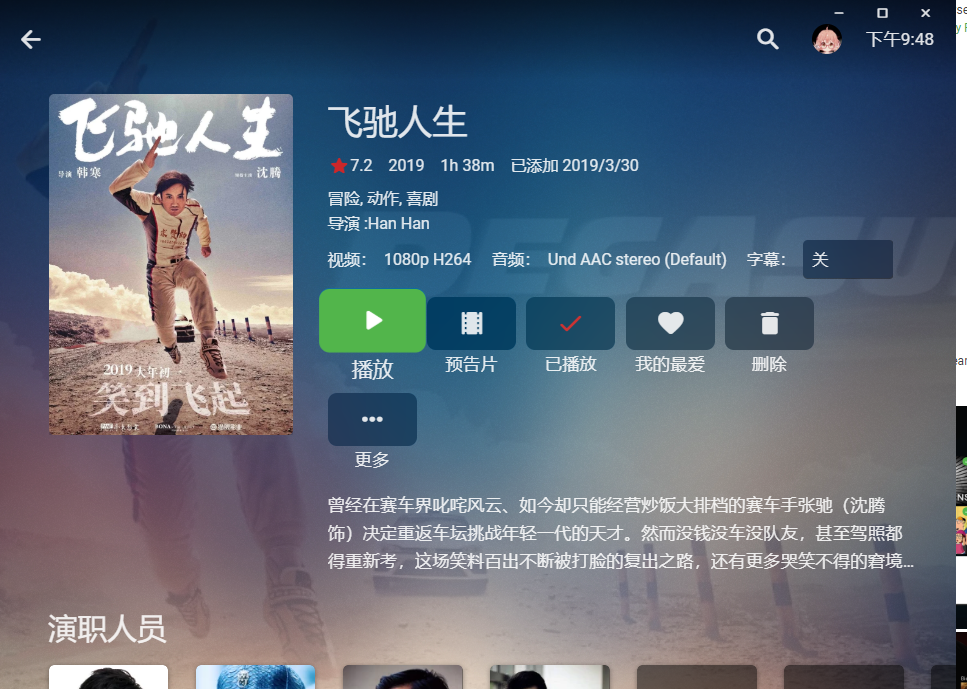 下午9:48
飞驰人生
导演 韩寒
沈腾
2019 大年初一
笑到飞起
飞驰人生
7.2 2019 1h 38m 已添加 2019/3/30
冒险, 动作, 喜剧
导演 :Han Han
PEGASUS
视频： 1080p H264 音频： Und AAC stereo (Default) 字幕： 关
播放
预告片
已播放
我的最爱
删除
更多
曾经在赛车界叱咤风云、如今却只能经营炒饭大排档的赛车手张驰（沈腾
饰）决定重返车坛挑战年轻一代的天才。然而没钱没车没队友，甚至驾照都
得重新考，这场笑料百出不断被打脸的复出之路，还有更多哭笑不得的窘境...
演职人员